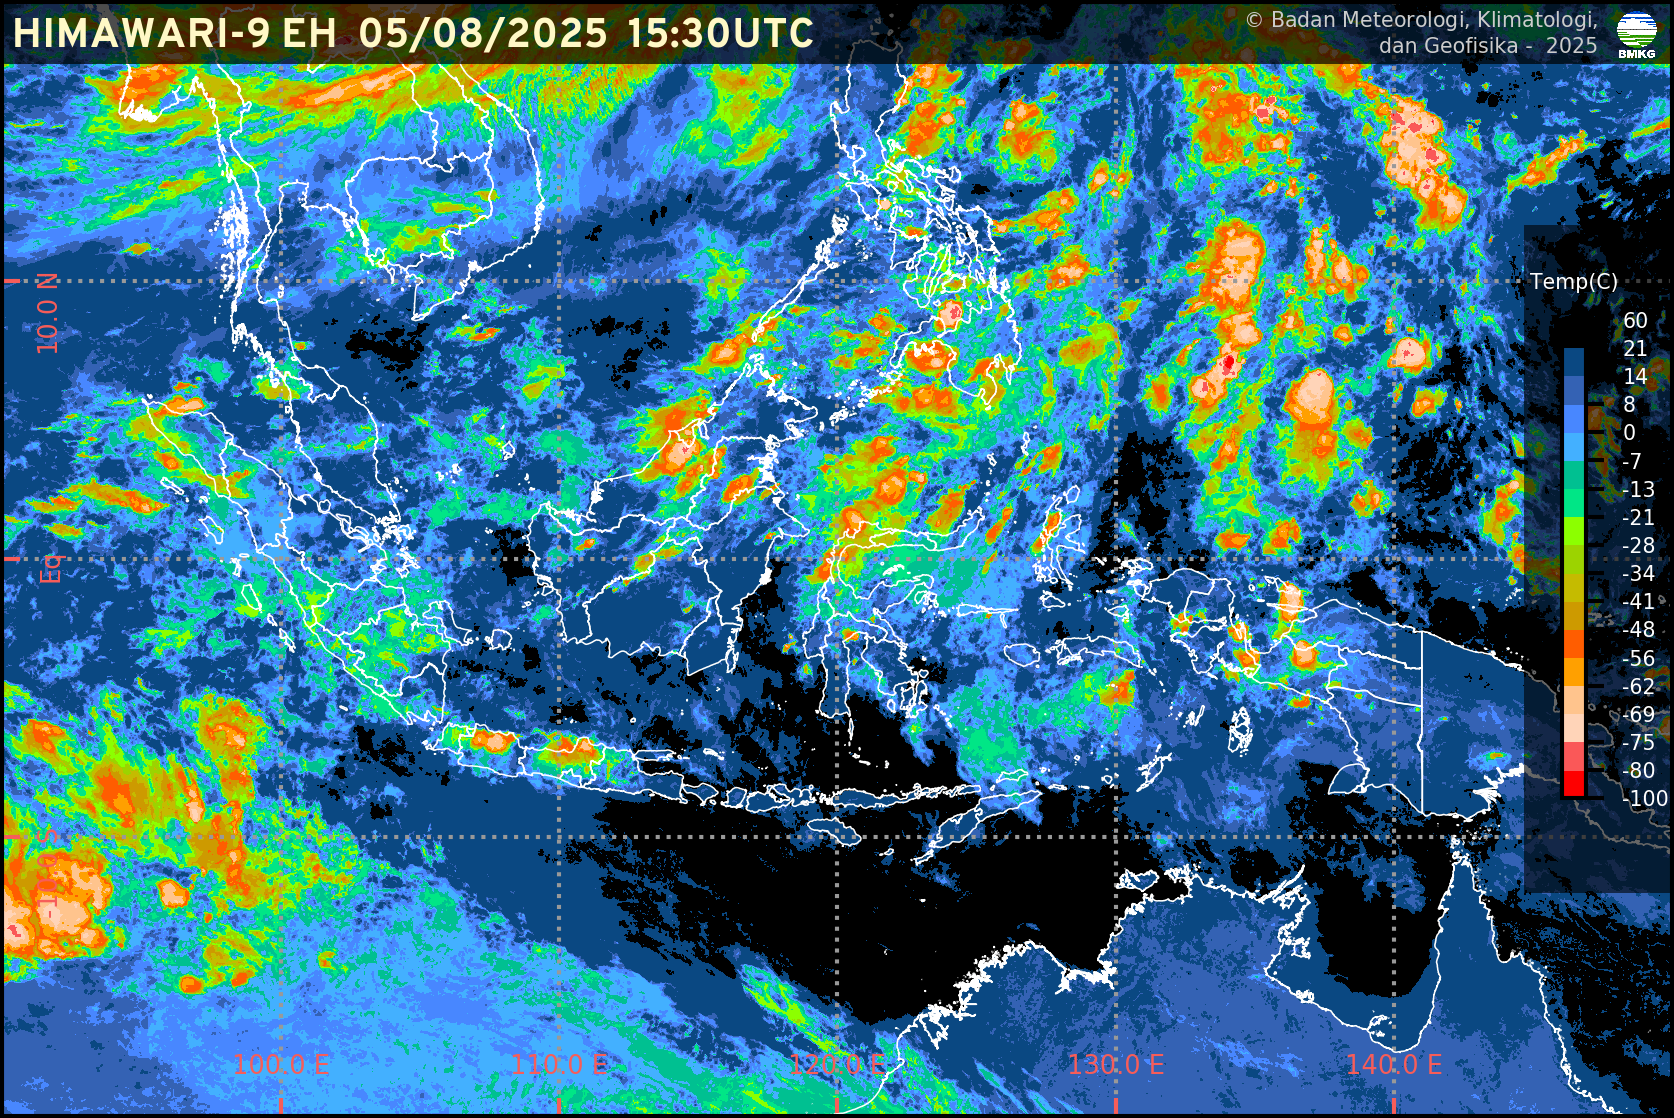 HIMAWARI-9 EH 05/08/2025 15:30UTC
© Badan Meteorologi, Klimatologi,
dan Geofisika - 2025
BMKG
10.0 N
Eq
Temp(C)
60
21
14
8
0
-7
-13
-21
-28
-34
-41
-48
-56
-62
-69
-75
-80
-100
100.0 E
110.0 E
120.0 E
130.0 E
140.0 E